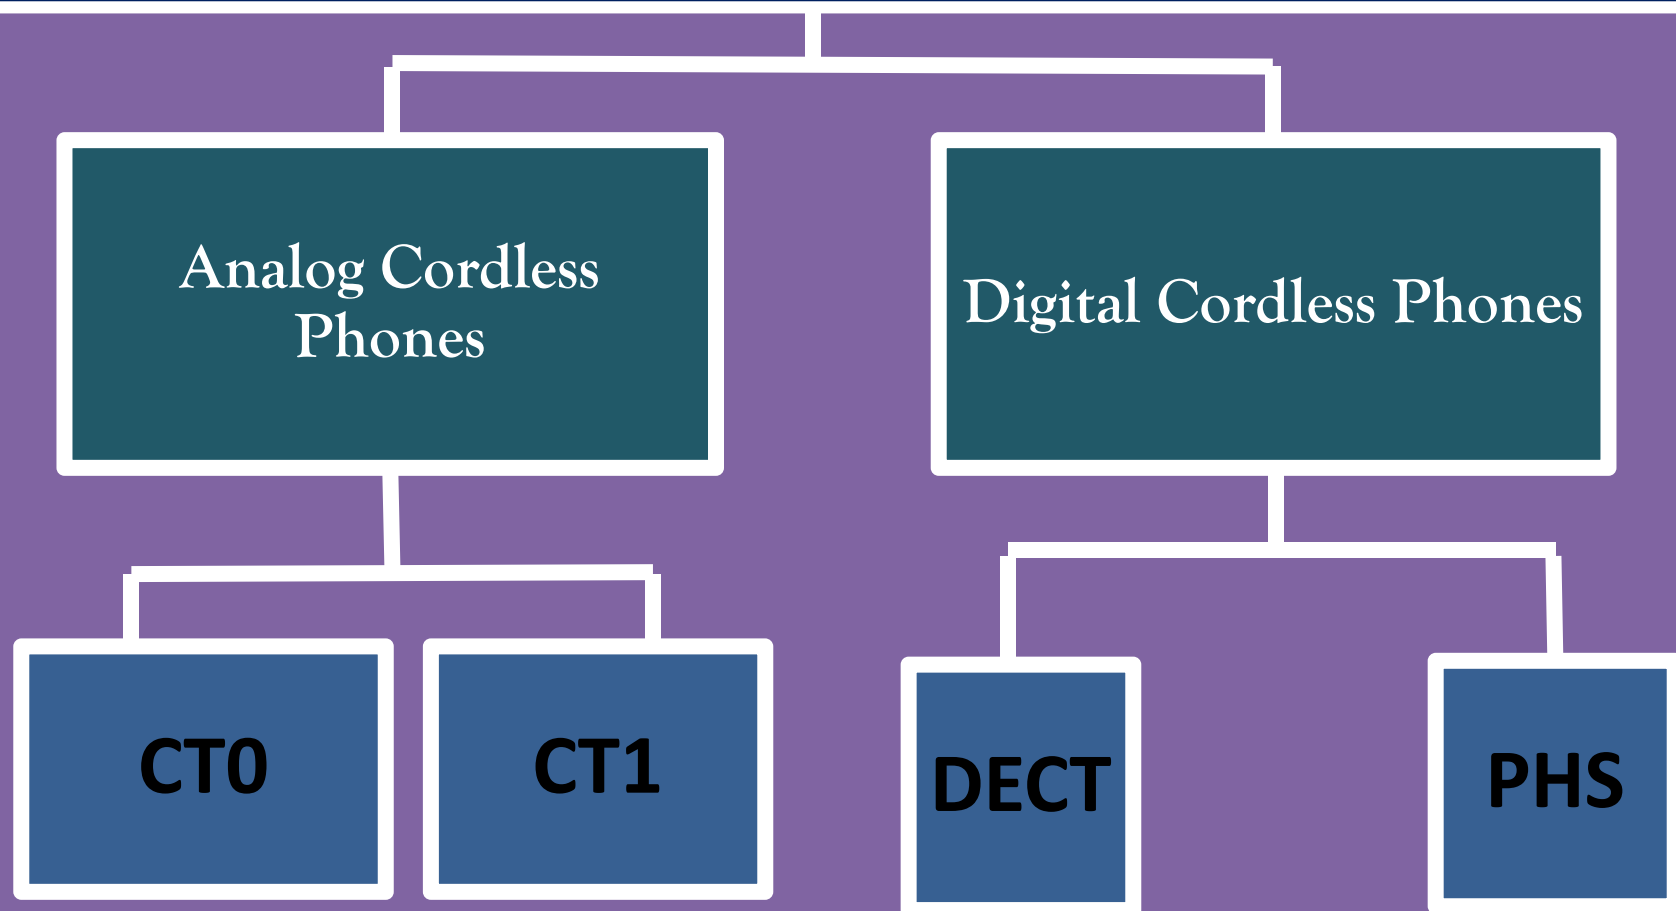 Analog Cordless
Phones
Digital Cordless Phones
CT0
CT1
DECT
PHS